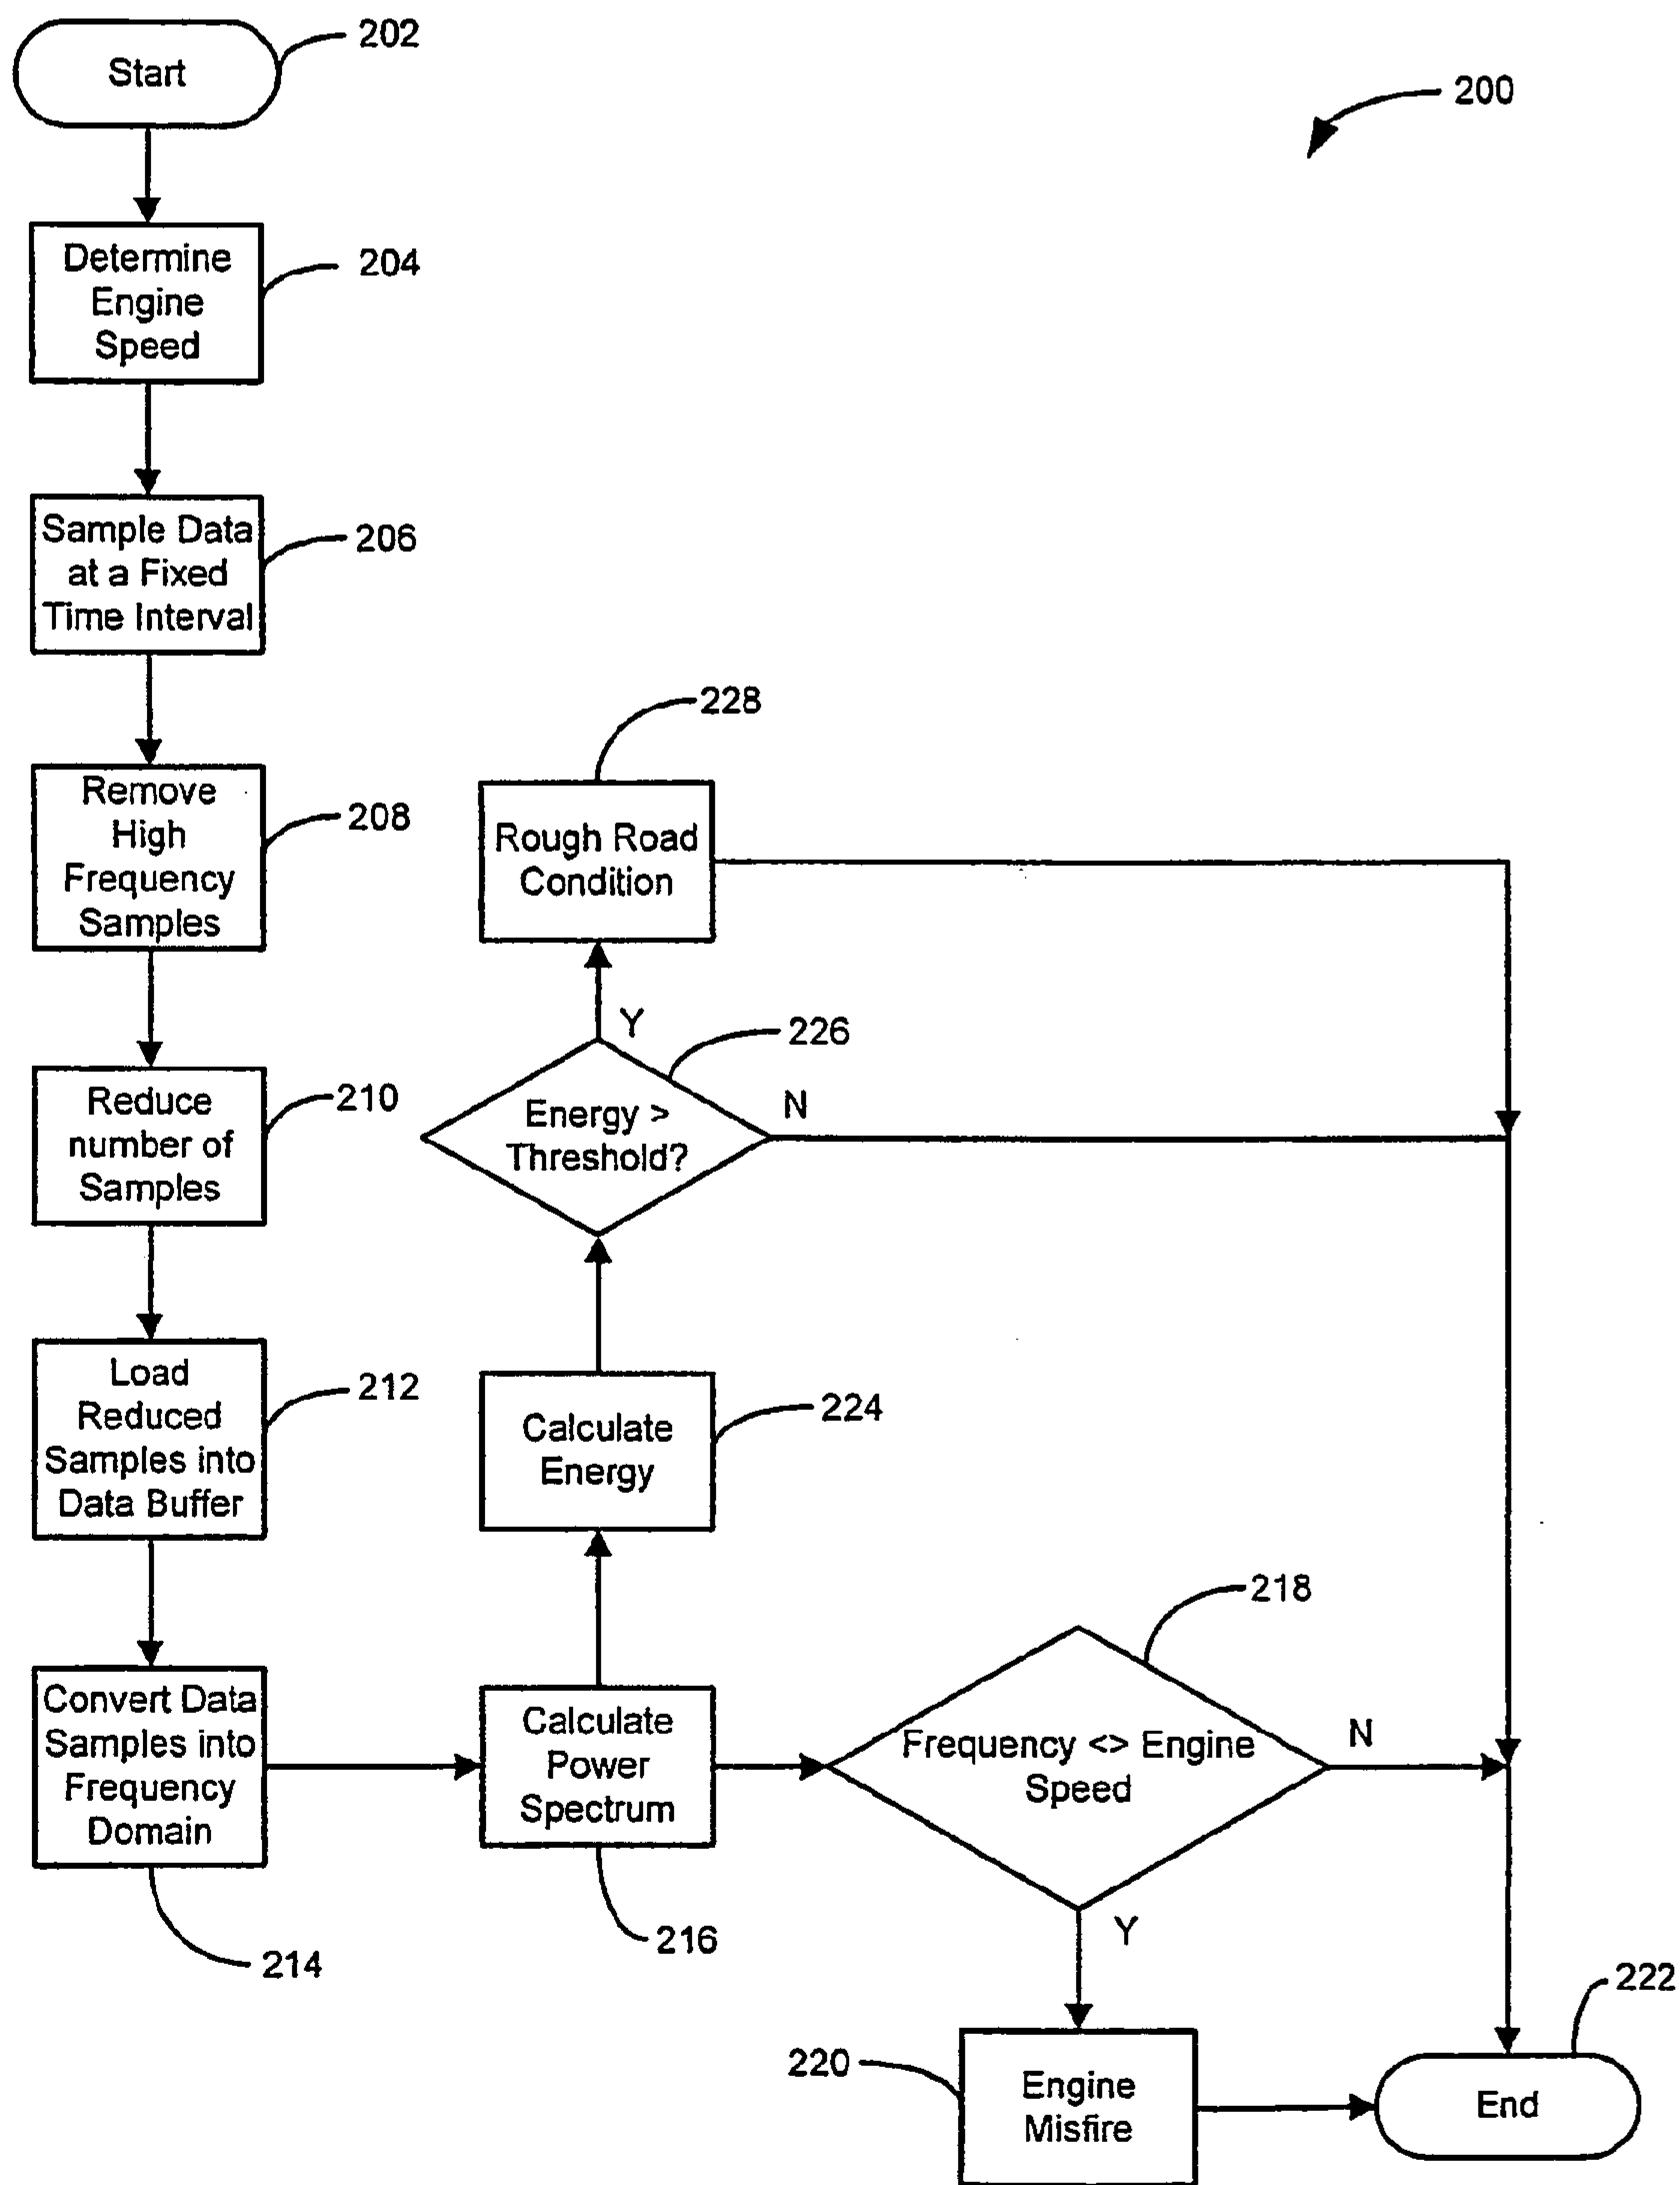 202
Start
200
Determine
Engine
Speed
204
Sample Data
at a Fixed
Time Interval
206
228
Remove
High
Frequency
Samples
208
Rough Road
Condition
Y
226
Reduce
number of
Samples
210
Energy >
Threshold?
N
Load
Reduced
Samples into
Data Buffer
212
Calculate
Energy
224
218
Convert Data
Samples into
Frequency
Domain
Calculate
Power
Spectrum
Frequency <> Engine
Speed
N
214
216
Y
222
220
Engine
Misfire
End